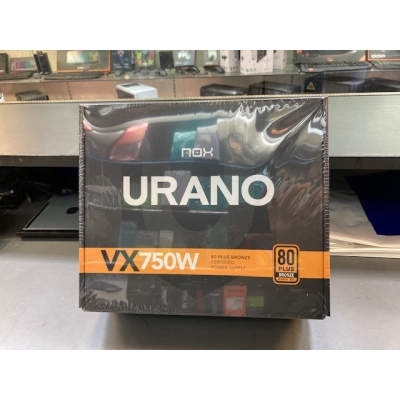 nox
URANO
VX750W
80 PLUS BRONZE
CERTIFIED
POWER SUPPLY
80
PLUS
BRONZE